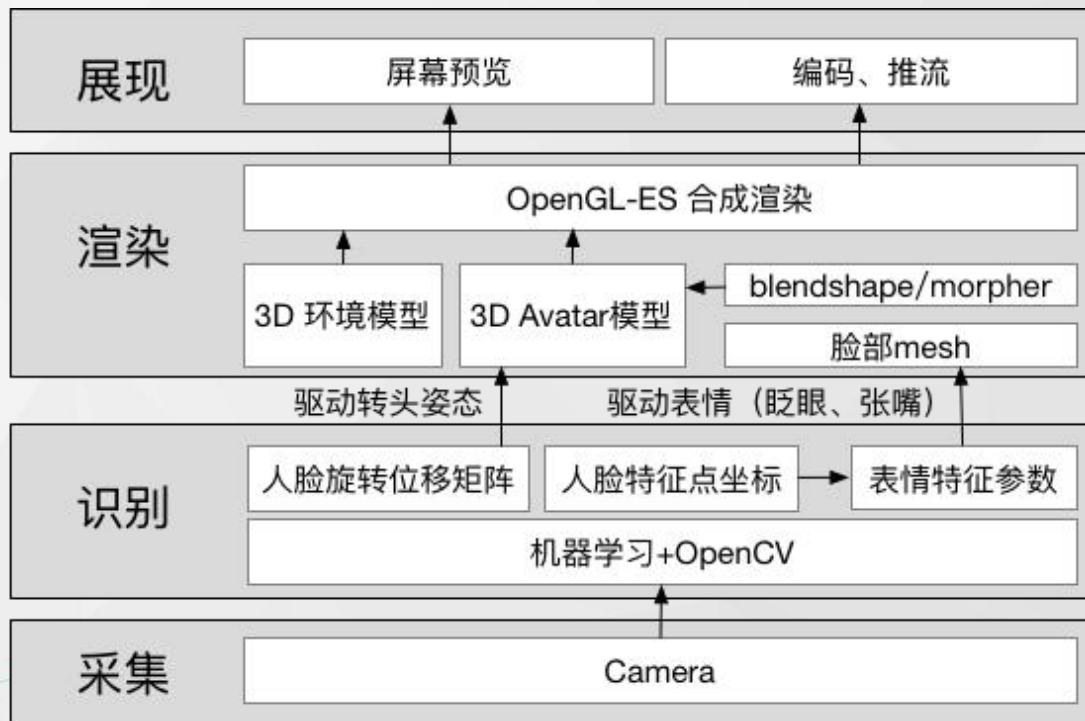 展现
屏幕预览
编码、推流
渲染
OpenGL-ES 合成渲染
3D 环境模型
3D Avatar模型
blendshape/morpher
脸部mesh
驱动转头姿态
驱动表情（眨眼、张嘴）
识别
人脸旋转位移矩阵
人脸特征点坐标
表情特征参数
机器学习+OpenCV
采集
Camera